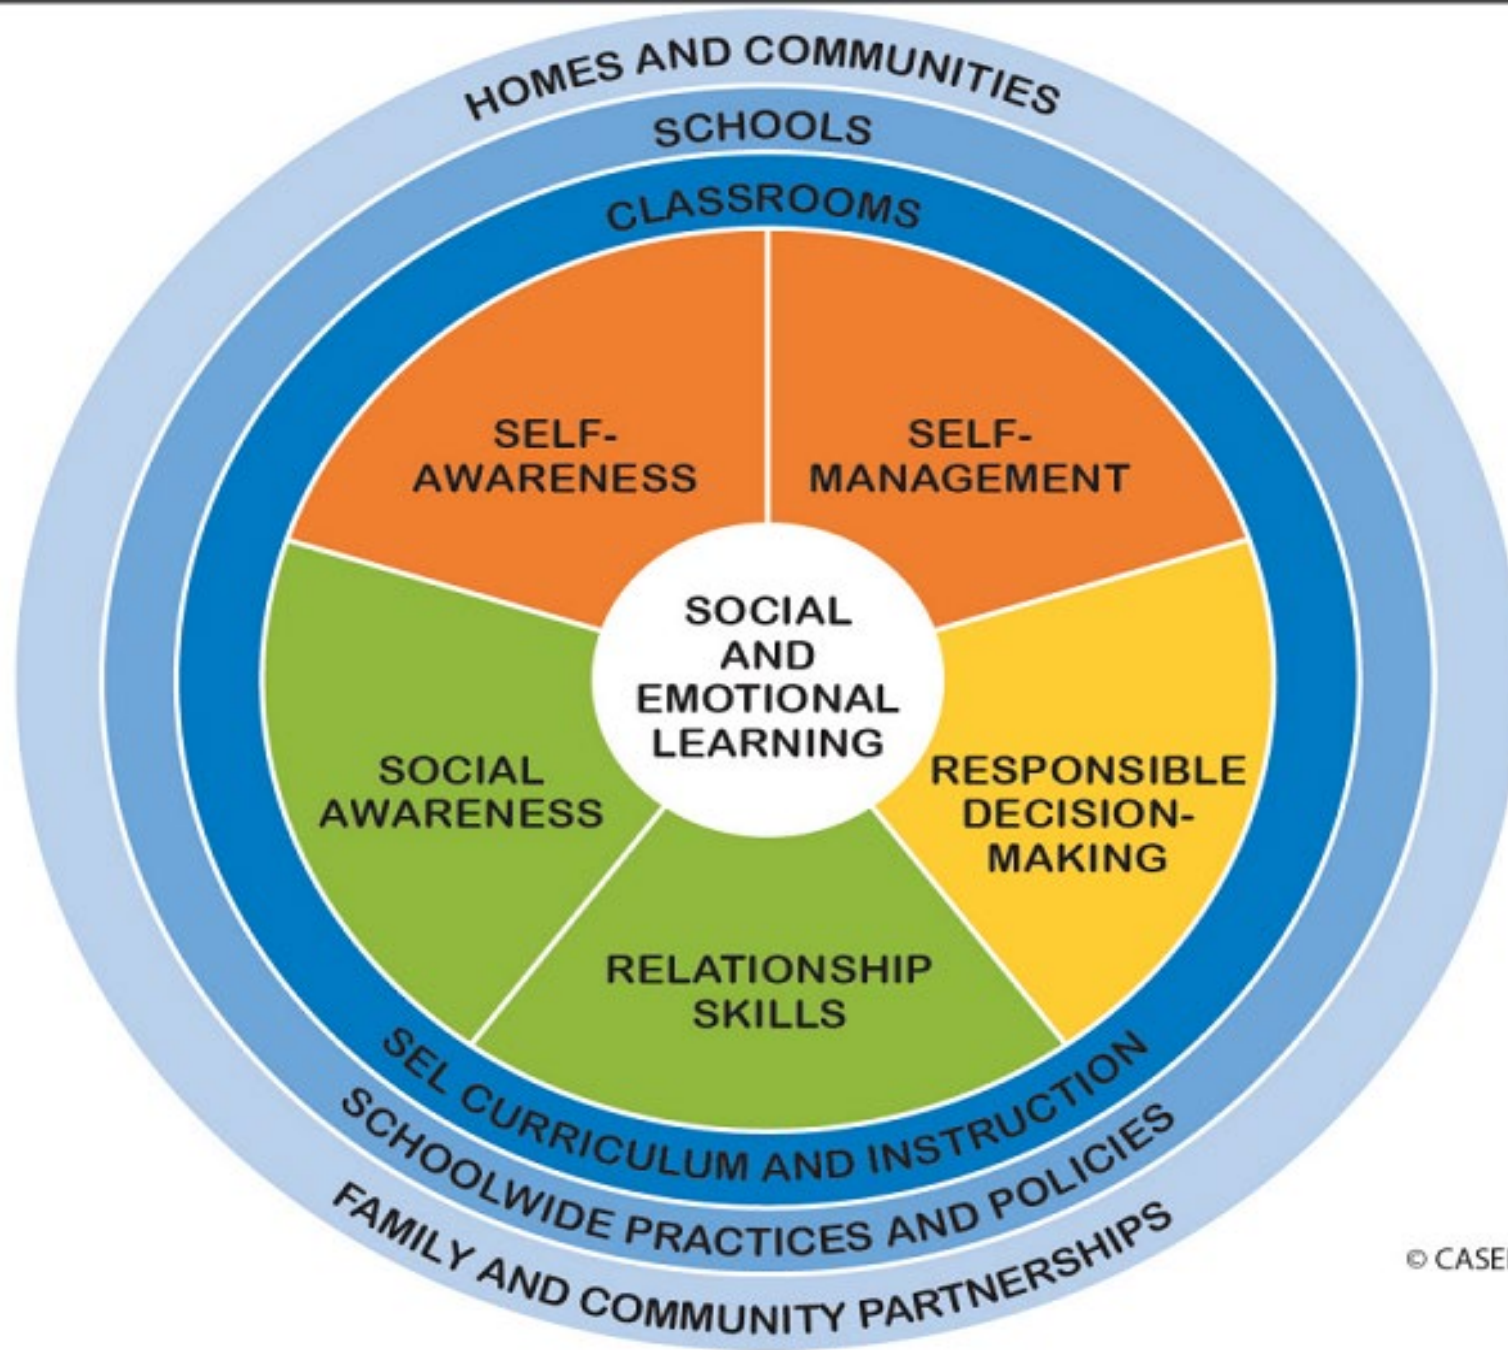 HOMES AND COMMUNITIES
SCHOOLS
CLASSROOMS
SELF-
AWARENESS
SELF-
MANAGEMENT
SOCIAL
AND
EMOTIONAL
LEARNING
SOCIAL
AWARENESS
RESPONSIBLE
DECISION-
MAKING
RELATIONSHIP
SKILLS
SEL CURRICULUM AND INSTRUCTION
SCHOOLWIDE PRACTICES AND POLICIES
FAMILY AND COMMUNITY PARTNERSHIPS
©